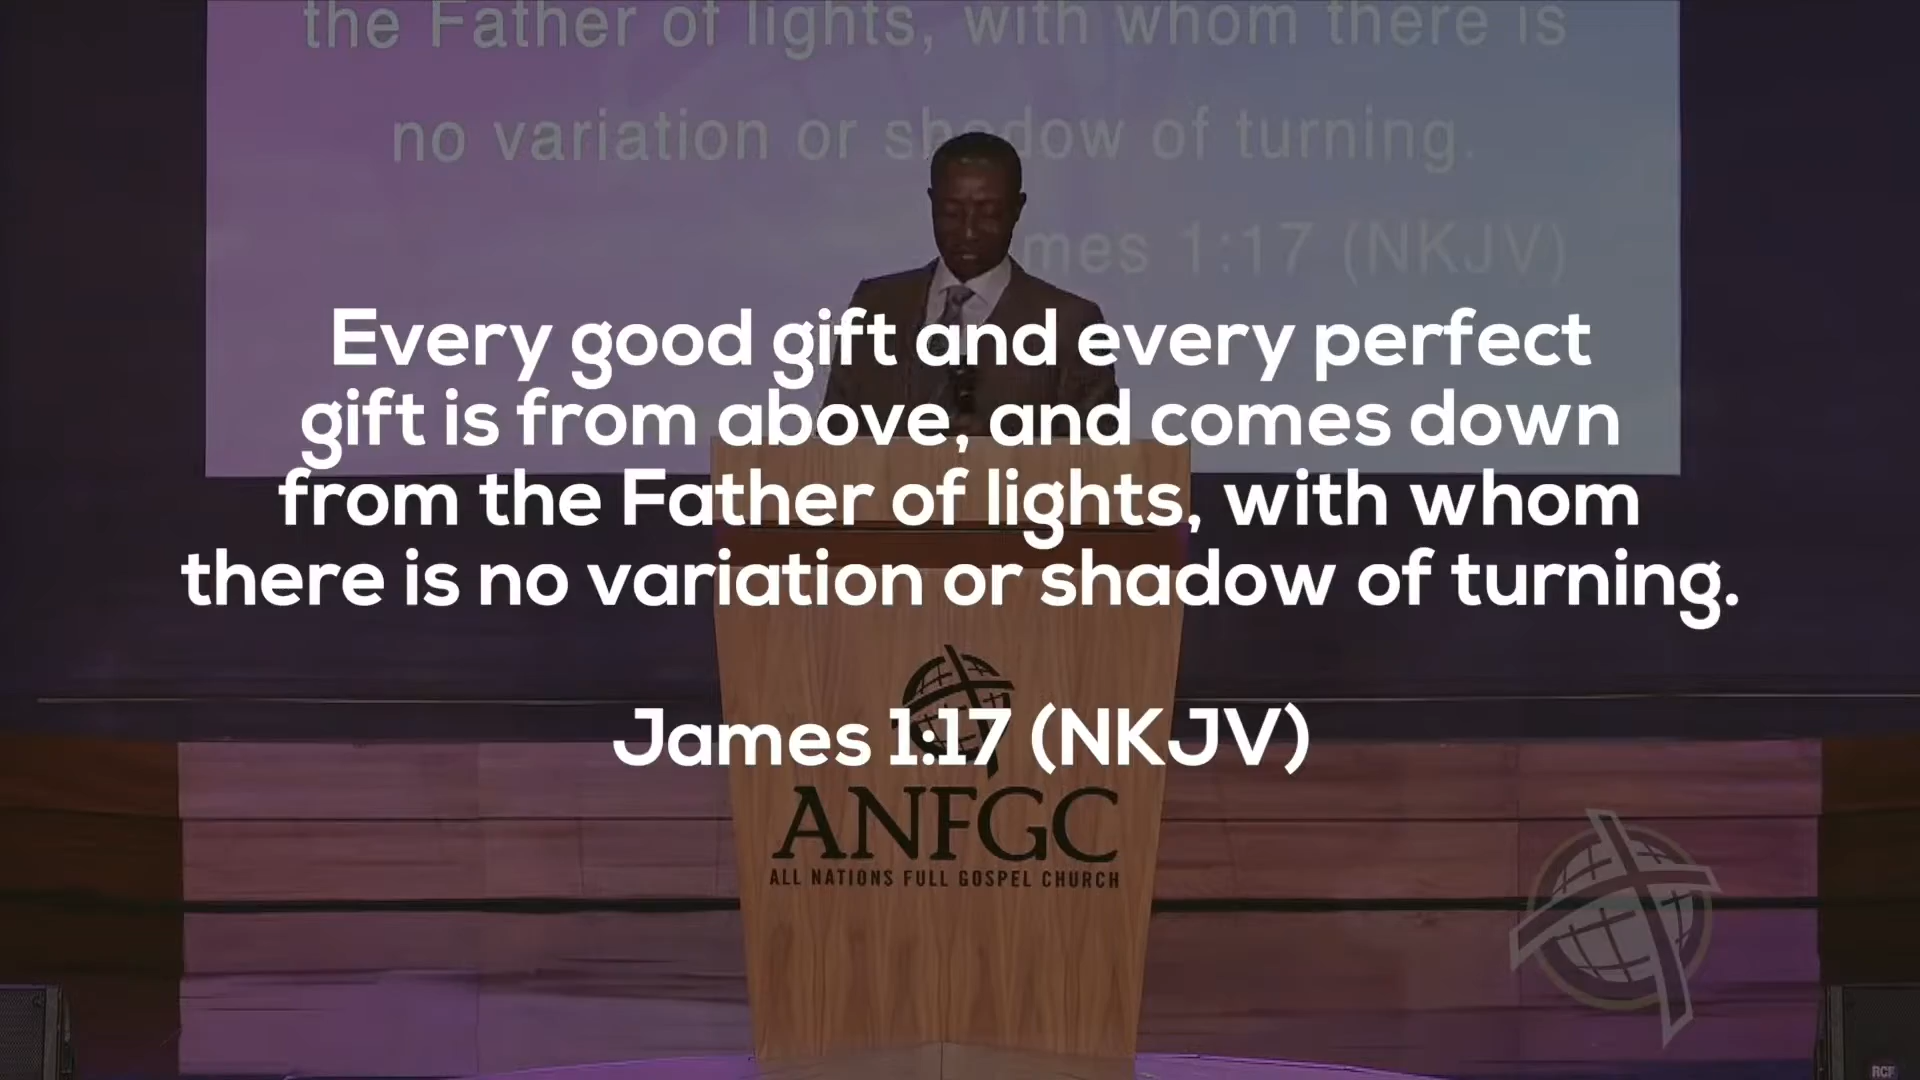 the Father of lights, with whom there is
no variation or shadow of turning.
James 1:17 (NKJV)
Every good gift and every perfect
gift is from above, and comes down
from the Father of lights, with whom
there is no variation or shadow of turning.
James 1:17 (NKJV)
ANFGC
ALL NATIONS FULL GOSPEL CHURCH
RCF